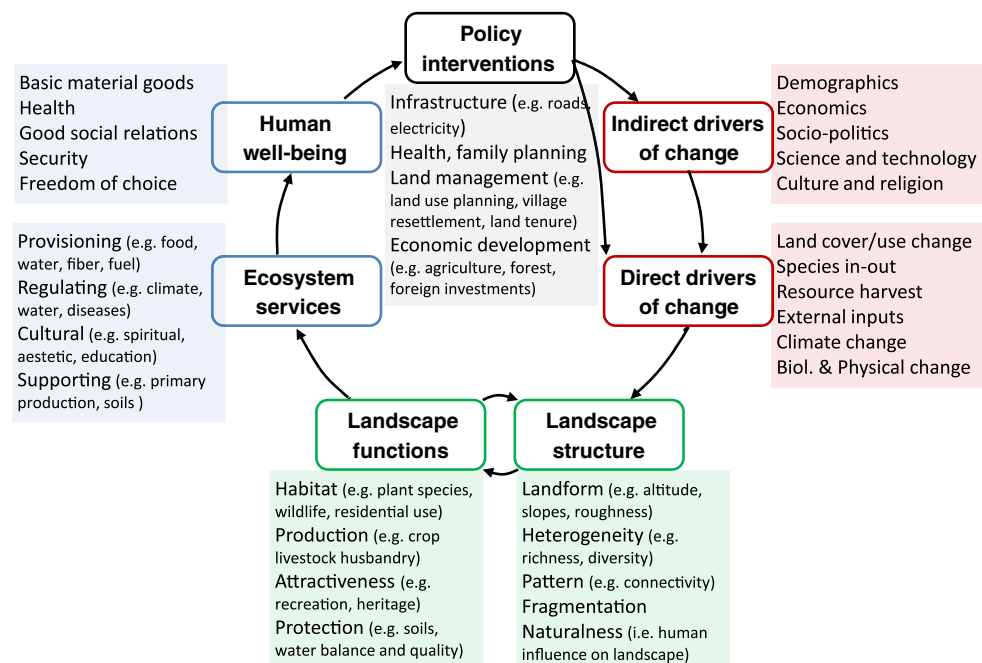 Policy
interventions
Infrastructure (e.g. roads,
electricity)
Health, family planning
Land management (e.g.
land use planning, village
resettlement, land tenure)
Economic development
(e.g. agriculture, forest,
foreign investments)
Indirect drivers
of change
Demographics
Economics
Socio-politics
Science and technology
Culture and religion
Direct drivers
of change
Land cover/use change
Species in-out
Resource harvest
External inputs
Climate change
Biol. & Physical change
Landscape
structure
Landform (e.g. altitude,
slopes, roughness)
Heterogeneity (e.g.
richness, diversity)
Pattern (e.g. connectivity)
Fragmentation
Naturalness (i.e. human
influence on landscape)
Landscape
functions
Habitat (e.g. plant species,
wildlife, residential use)
Production (e.g. crop
livestock husbandry)
Attractiveness (e.g.
recreation, heritage)
Protection (e.g. soils,
water balance and quality)
Ecosystem
services
Provisioning (e.g. food,
water, fiber, fuel)
Regulating (e.g. climate,
water, diseases)
Cultural (e.g. spiritual,
aestetic, education)
Supporting (e.g. primary
production, soils )
Human
well-being
Basic material goods
Health
Good social relations
Security
Freedom of choice